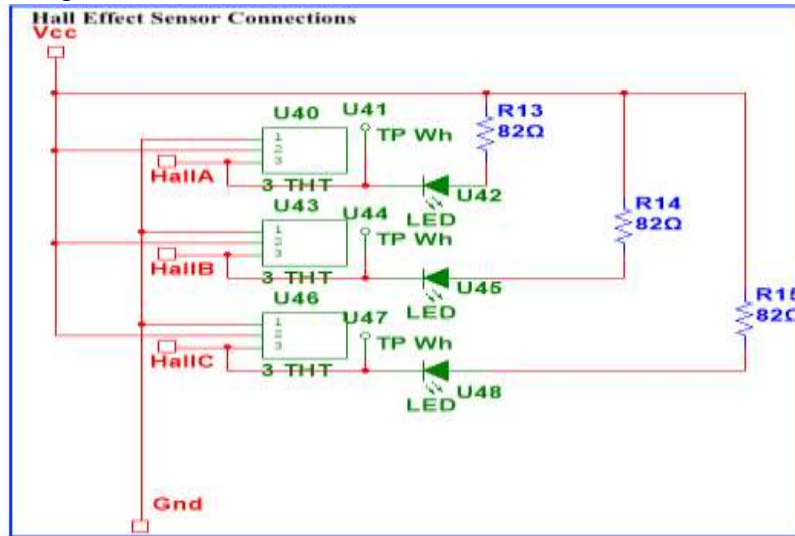 Hall Effect Sensor Connections
Vcc
U40
U41
R13
82Ω
1
2
3
TP Wh
HallA
3 THT
U42
LED
U43
U44
R14
82Ω
1
2
3
TP Wh
HallB
3 THT
U45
LED
U46
U47
R15
82Ω
1
2
3
TP Wh
HallC
3 THT
U48
LED
Gnd